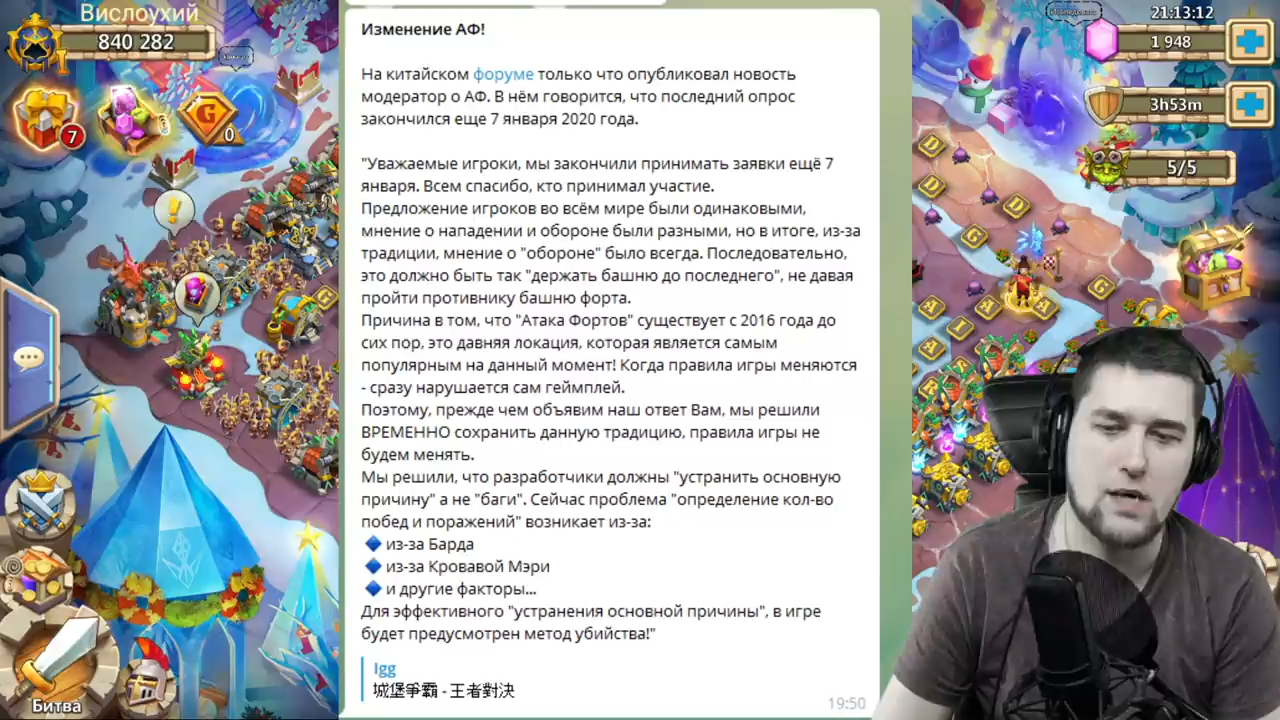 Вислоухий
840 282
7
0
G
Битва
Изменение АФ!
На китайском форуме только что опубликовал новость
модератор о АФ. В нём говорится, что последний опрос
закончился еще 7 января 2020 года.
"Уважаемые игроки, мы закончили принимать заявки ещё 7
января. Всем спасибо, кто принимал участие.
Предложение игроков во всём мире были одинаковыми,
мнение о нападении и обороне были разными, но в итоге, из-за
традиции, мнение о "обороне" было всегда. Последовательно,
это должно быть так "держать башню до последнего", не давая
пройти противнику башню форта.
Причина в том, что "Атака Фортов" существует с 2016 года до
сих пор, это давняя локация, которая является самым
популярным на данный момент! Когда правила игры меняются
- сразу нарушается сам геймплей.
Поэтому, прежде чем объявим наш ответ Вам, мы решили
ВРЕМЕННО сохранить данную традицию, правила игры не
будем менять.
Мы решили, что разработчики должны "устранить основную
причину" а не "баги". Сейчас проблема "определение кол-во
побед и поражений" возникает из-за:
из-за Барда
из-за Кровавой Мэри
и другие факторы...
Для эффективного "устранения основной причины", в игре
будет предусмотрен метод убийства!"
Igg
城堡爭霸 - 王者對決
19:50
21:13:12
1 948
3h53m
5/5
D
D
D
G
G
A
A
A
I
A
S
R